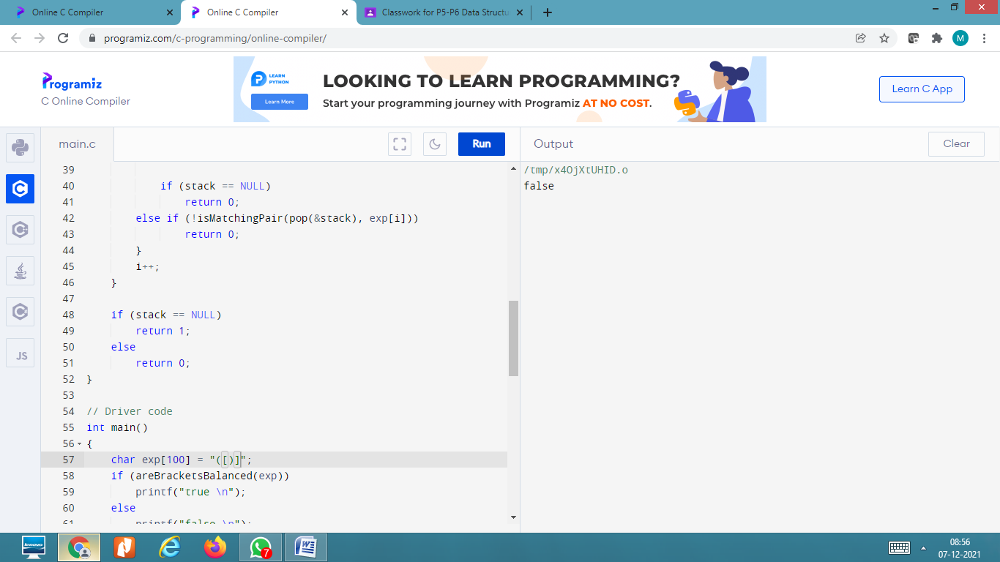 Online C Compiler
Online C Compiler
Classwork for P5-P6 Data Structu
programiz.com/c-programming/online-compiler/
M
Programiz
C Online Compiler
LEARN
PYTHON
Learn More
LOOKING TO LEARN PROGRAMMING?
Start your programming journey with Programiz AT NO COST.
Learn C App
main.c
Run
Output
Clear
JS
39
40 if (stack == NULL)
41 return 0;
42 else if (!isMatchingPair(pop(&stack), exp[i]))
43 return 0;
44 }
45 i++;
46 }
47
48 if (stack == NULL)
49 return 1;
50 else
51 return 0;
52 }
53
54 // Driver code
55 int main()
56 {
57 char exp[100] = "([)]";
58 if (areBracketsBalanced(exp))
59 printf("true \n");
60 else
61 printf("false \n");
/tmp/x4OjXtUHID.o
false
lenovo
7
W
08:56
07-12-2021